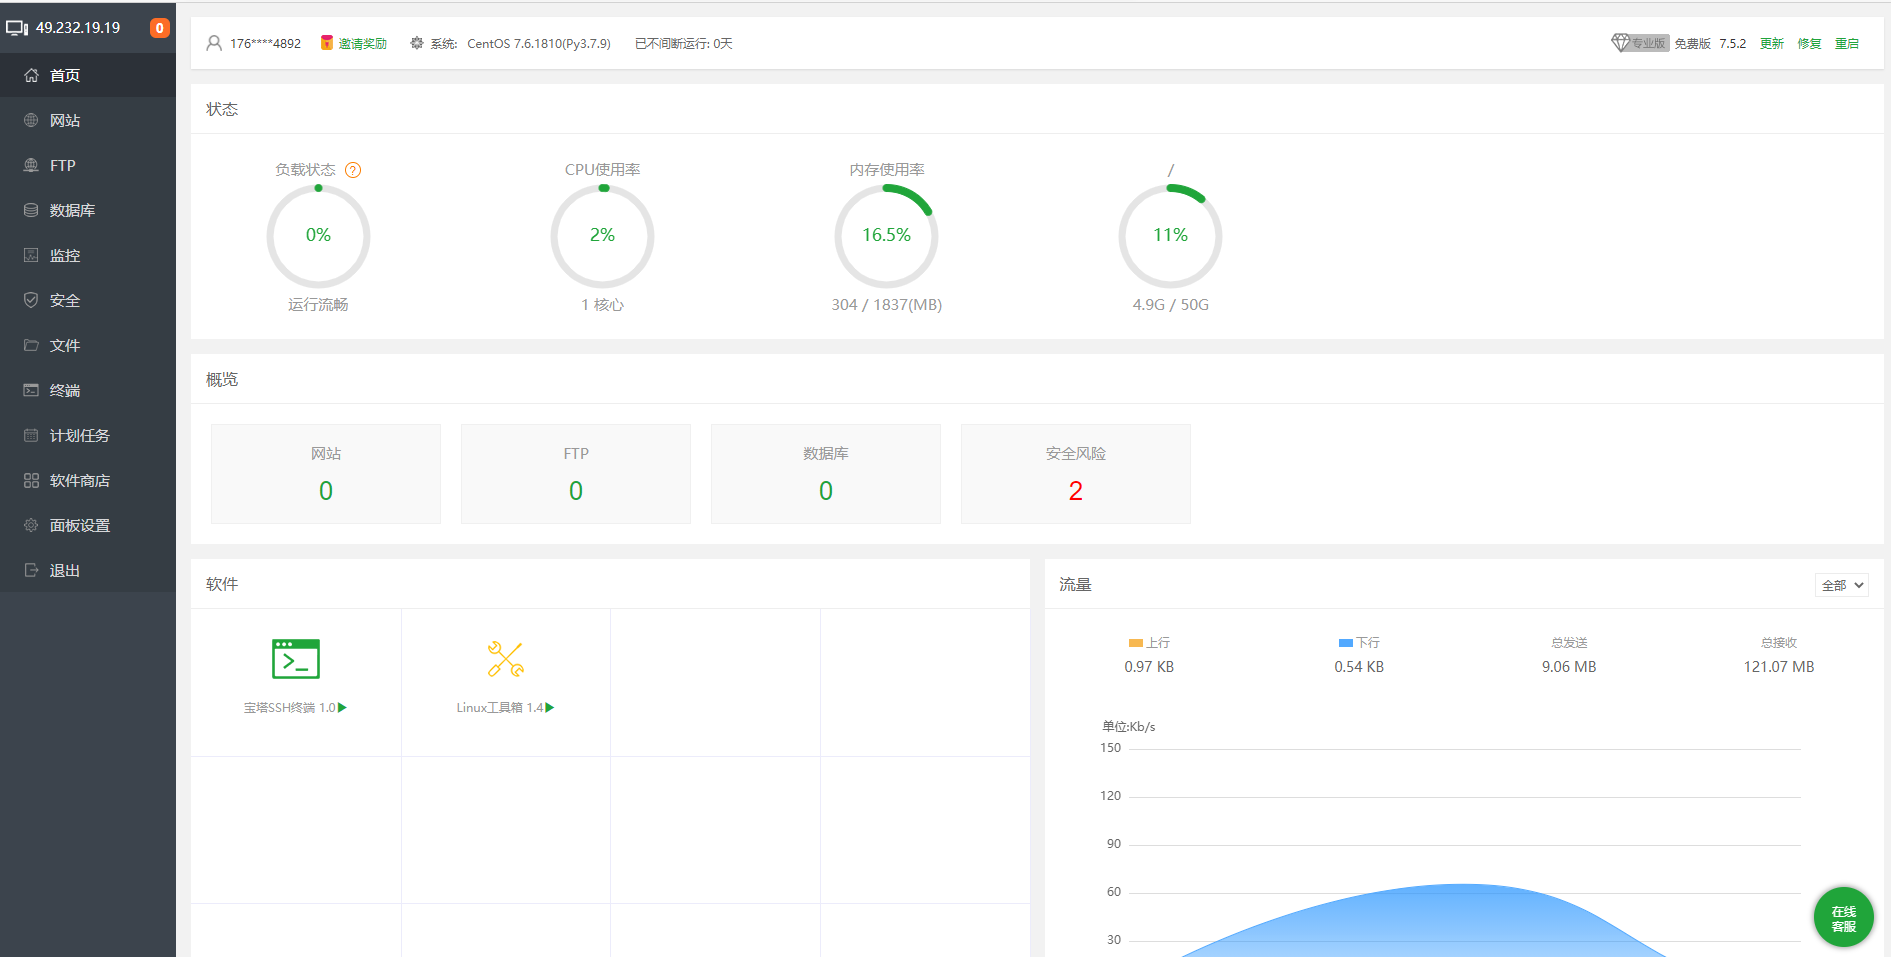 49.232.19.19 0
首页
网站
FTP
数据库
监控
安全
文件
终端
计划任务
软件商店
面板设置
退出
176****4892 邀请奖励 系统: CentOS 7.6.1810(Py3.7.9) 已不间断运行: 0天
专业版 免费版 7.5.2 更新 修复 重启
状态
负载状态 ?
0%
运行流畅
CPU使用率
2%
1 核心
内存使用率
16.5%
304 / 1837(MB)
/
11%
4.9G / 50G
概览
网站
0
FTP
0
数据库
0
安全风险
2
软件
宝塔SSH终端 1.0
Linux工具箱 1.4
流量
全部
上行
0.97 KB
下行
0.54 KB
总发送
9.06 MB
总接收
121.07 MB
单位:Kb/s
150
120
90
60
30
在线
客服